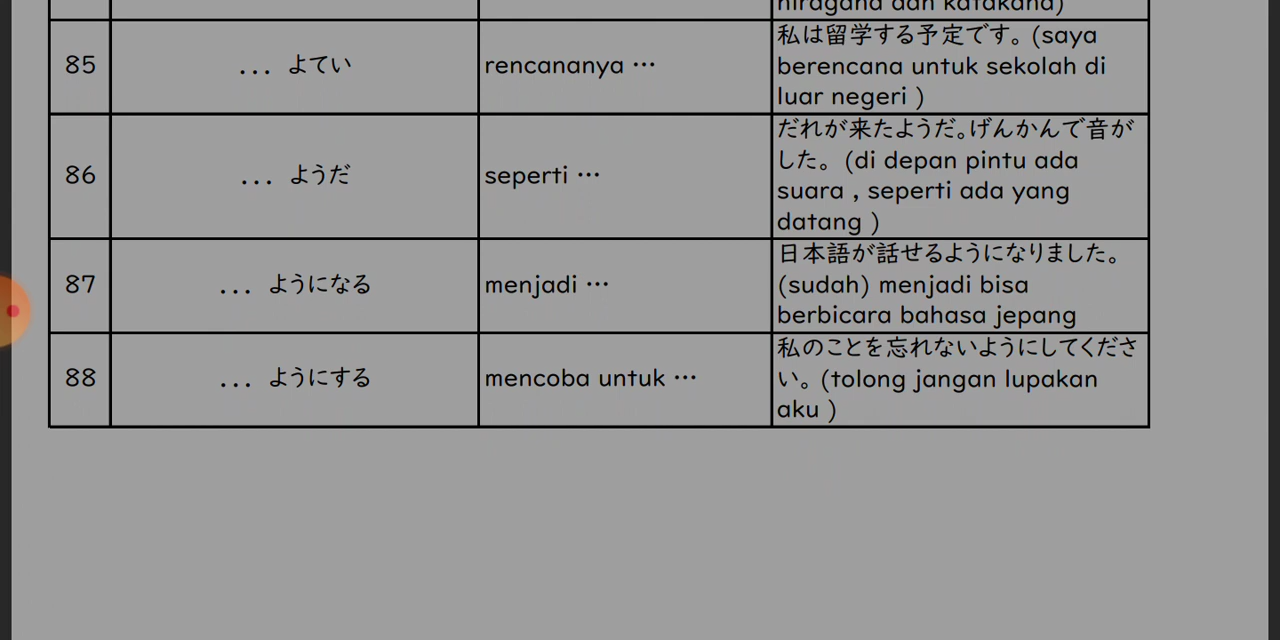 hiragana dan katakana)
85 ... よてい rencananya … 私は留学する予定です。(saya
berencana untuk sekolah di
luar negeri )
86 ... ようだ seperti … だれが来たようだ。げんかんで音が
した。 (di depan pintu ada
suara , seperti ada yang
datang )
87 ... ようになる menjadi … 日本語が話せるようになりました。
(sudah) menjadi bisa
berbicara bahasa jepang
88 ... ようにする mencoba untuk … 私のことを忘れないようにしてくださ
い。(tolong jangan lupakan
aku )